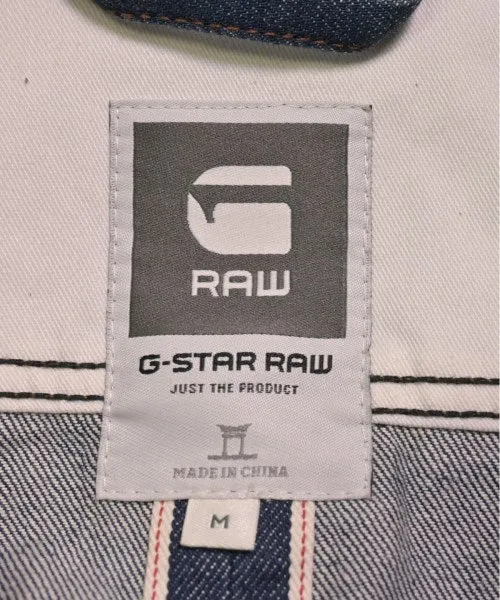 G
RAW
G-STAR RAW
JUST THE PRODUCT
MADE IN CHINA
M